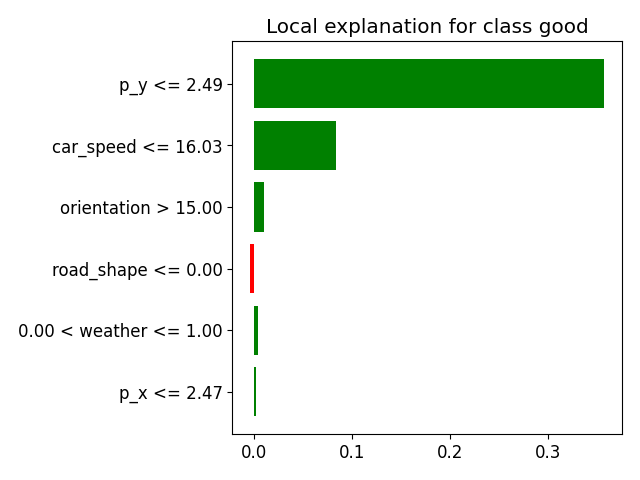 Local explanation for class good
p_y <= 2.49
car_speed <= 16.03
orientation > 15.00
road_shape <= 0.00
0.00 < weather <= 1.00
p_x <= 2.47
0.0 0.1 0.2 0.3